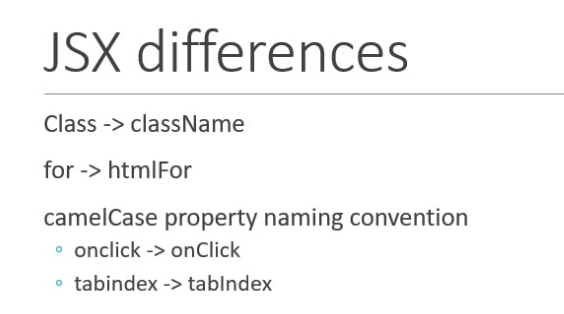 JSX differences
Class -> className
for -> htmlFor
camelCase property naming convention
onclick -> onClick
tabindex -> tabIndex